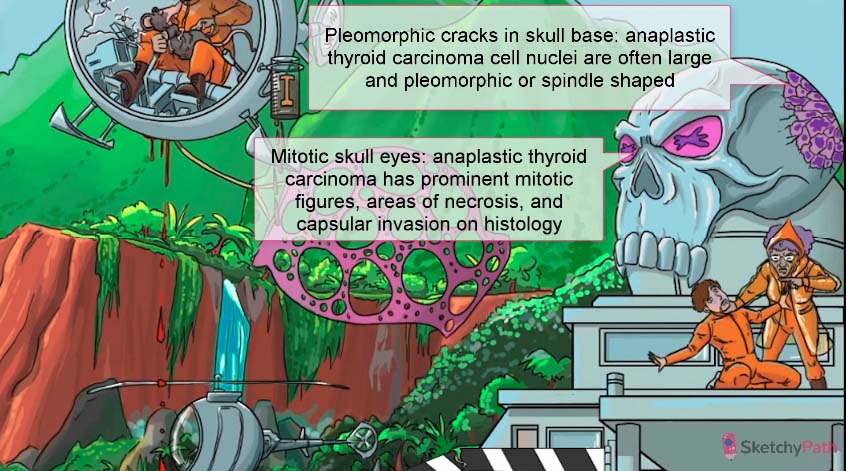 Pleomorphic cracks in skull base: anaplastic
thyroid carcinoma cell nuclei are often large
and pleomorphic or spindle shaped
I
Mitotic skull eyes: anaplastic thyroid
carcinoma has prominent mitotic
figures, areas of necrosis, and
capsular invasion on histology
SketchyPath